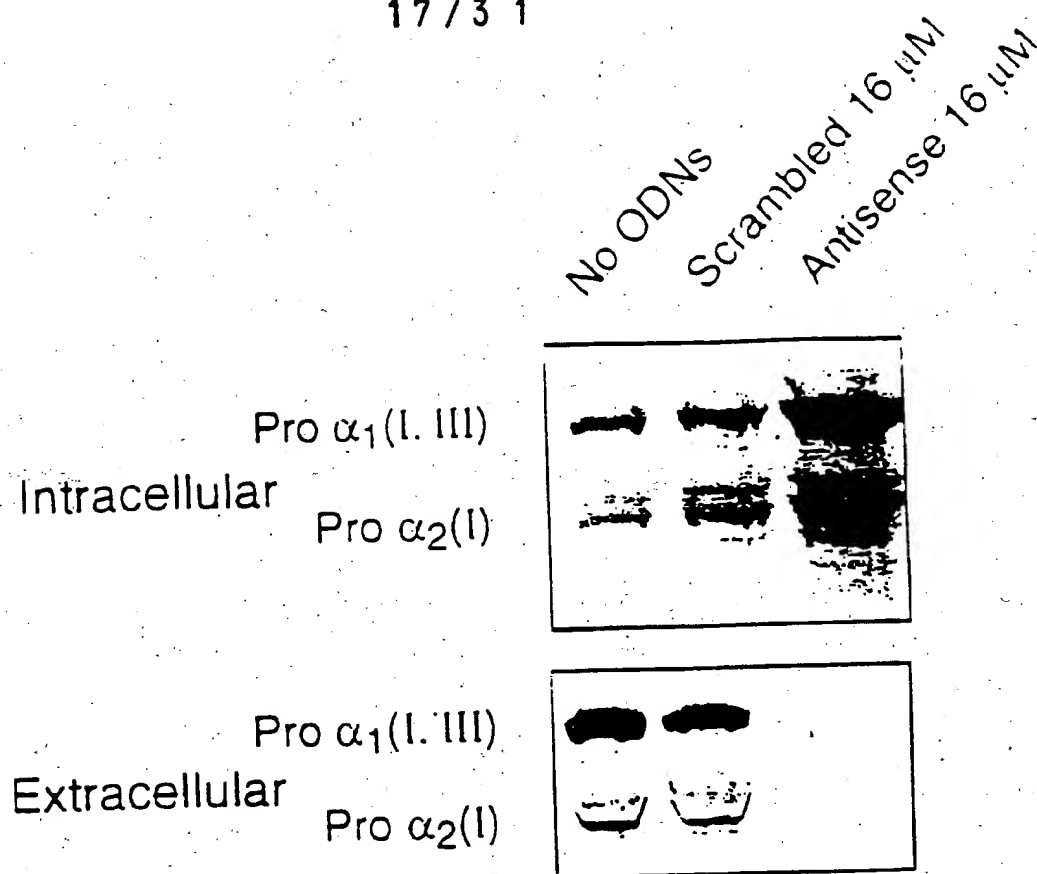 17/31
No ODNs
Scrambled 16 µM
Antisense 16 µM
Pro α₁(I. III)
Intracellular
Pro α₂(I)
Pro α₁(I. III)
Extracellular
Pro α₂(I)